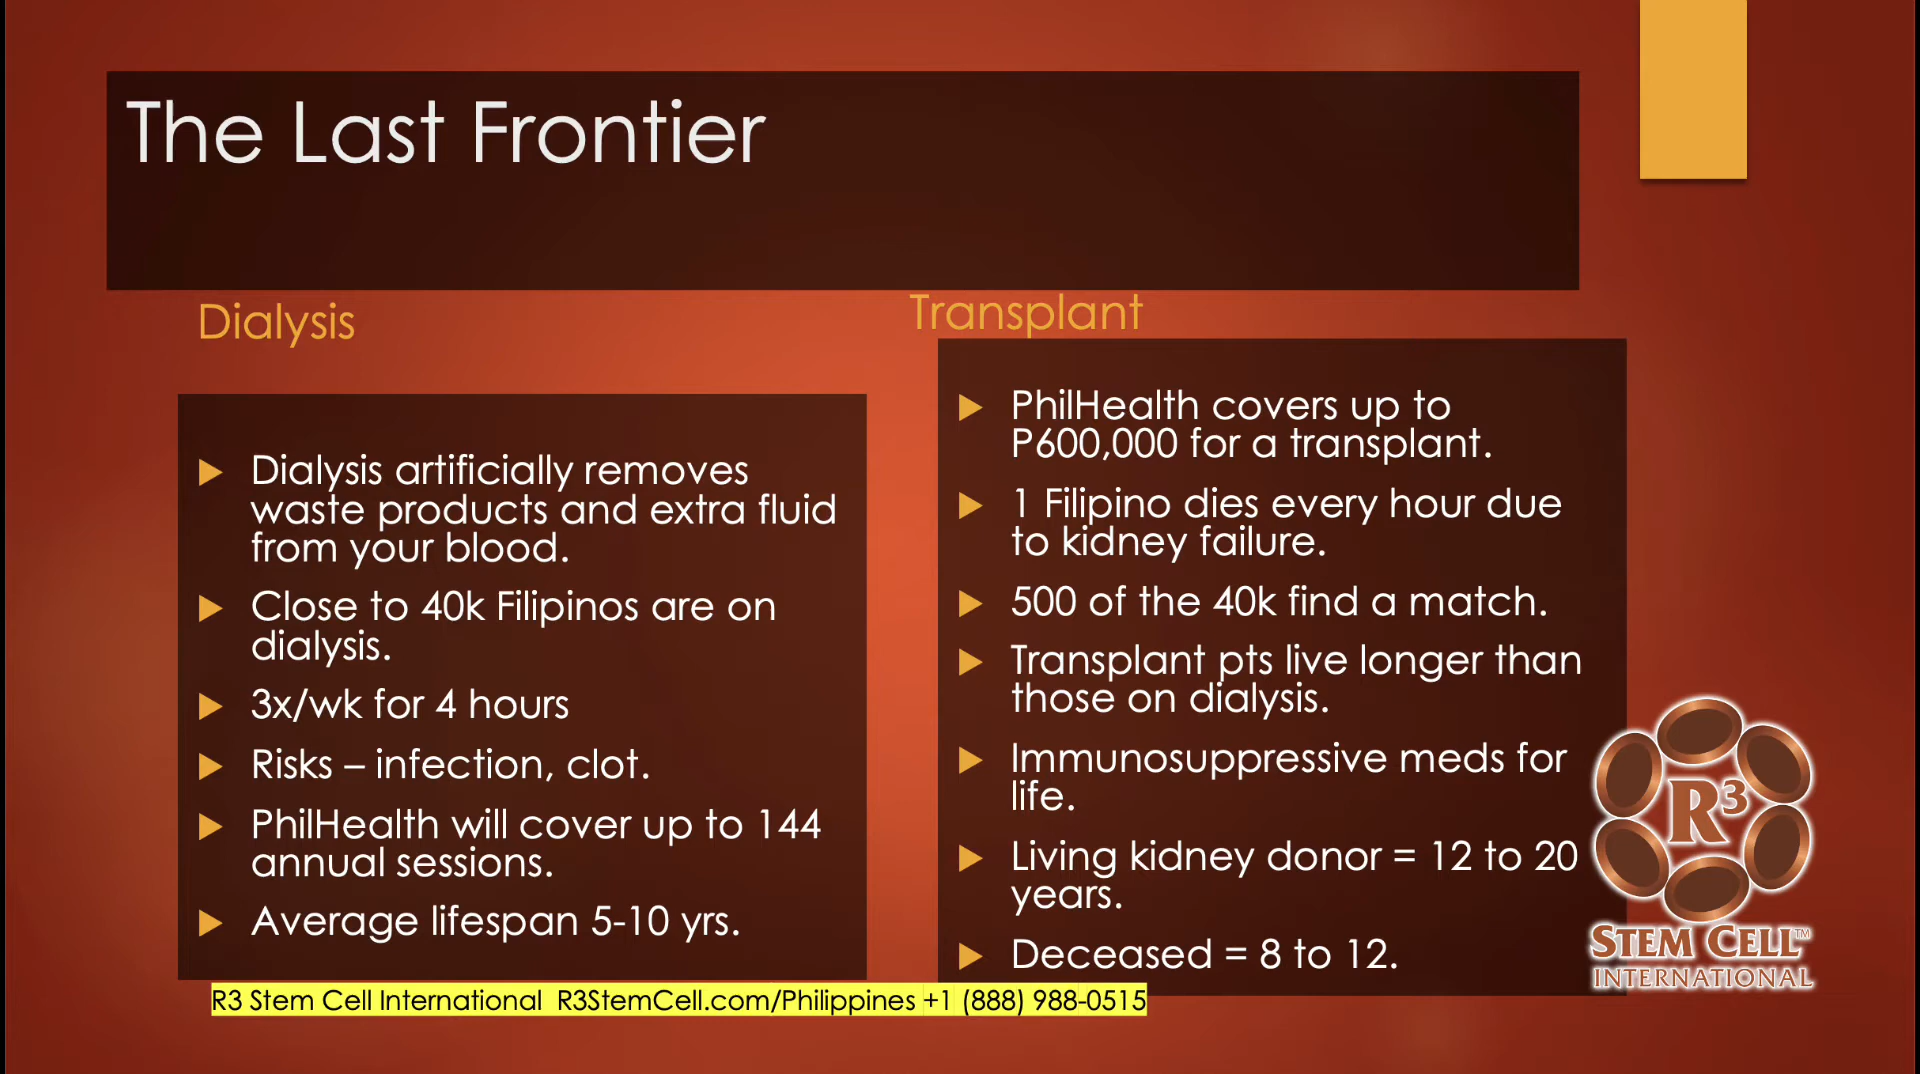 The Last Frontier
Dialysis
Dialysis artificially removes
waste products and extra fluid
from your blood.
Close to 40k Filipinos are on
dialysis.
3x/wk for 4 hours
Risks – infection, clot.
PhilHealth will cover up to 144
annual sessions.
Average lifespan 5-10 yrs.
Transplant
PhilHealth covers up to
P600,000 for a transplant.
1 Filipino dies every hour due
to kidney failure.
500 of the 40k find a match.
Transplant pts live longer than
those on dialysis.
Immunosuppressive meds for
life.
Living kidney donor = 12 to 20
years.
Deceased = 8 to 12.
R3
STEM CELL™
INTERNATIONAL
R3 Stem Cell International  R3StemCell.com/Philippines +1 (888) 988-0515